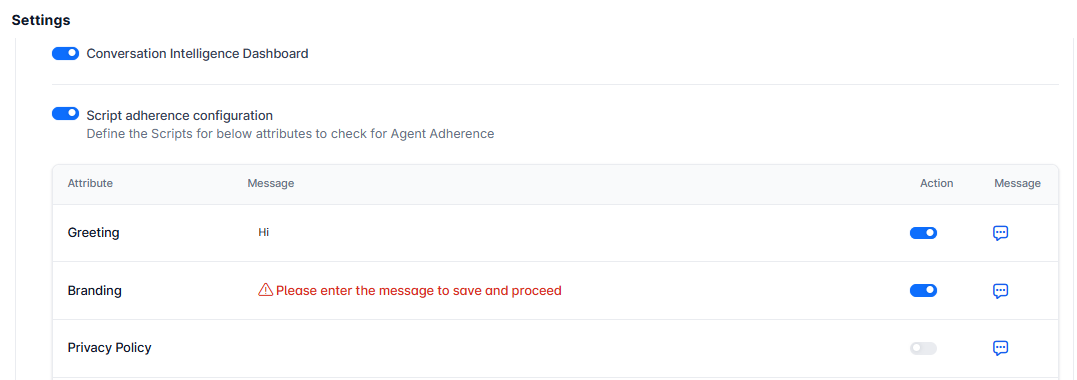 Settings
Conversation Intelligence Dashboard
Script adherence configuration
Define the Scripts for below attributes to check for Agent Adherence
Attribute Message Action Message
Greeting Hi
Branding Please enter the message to save and proceed
Privacy Policy